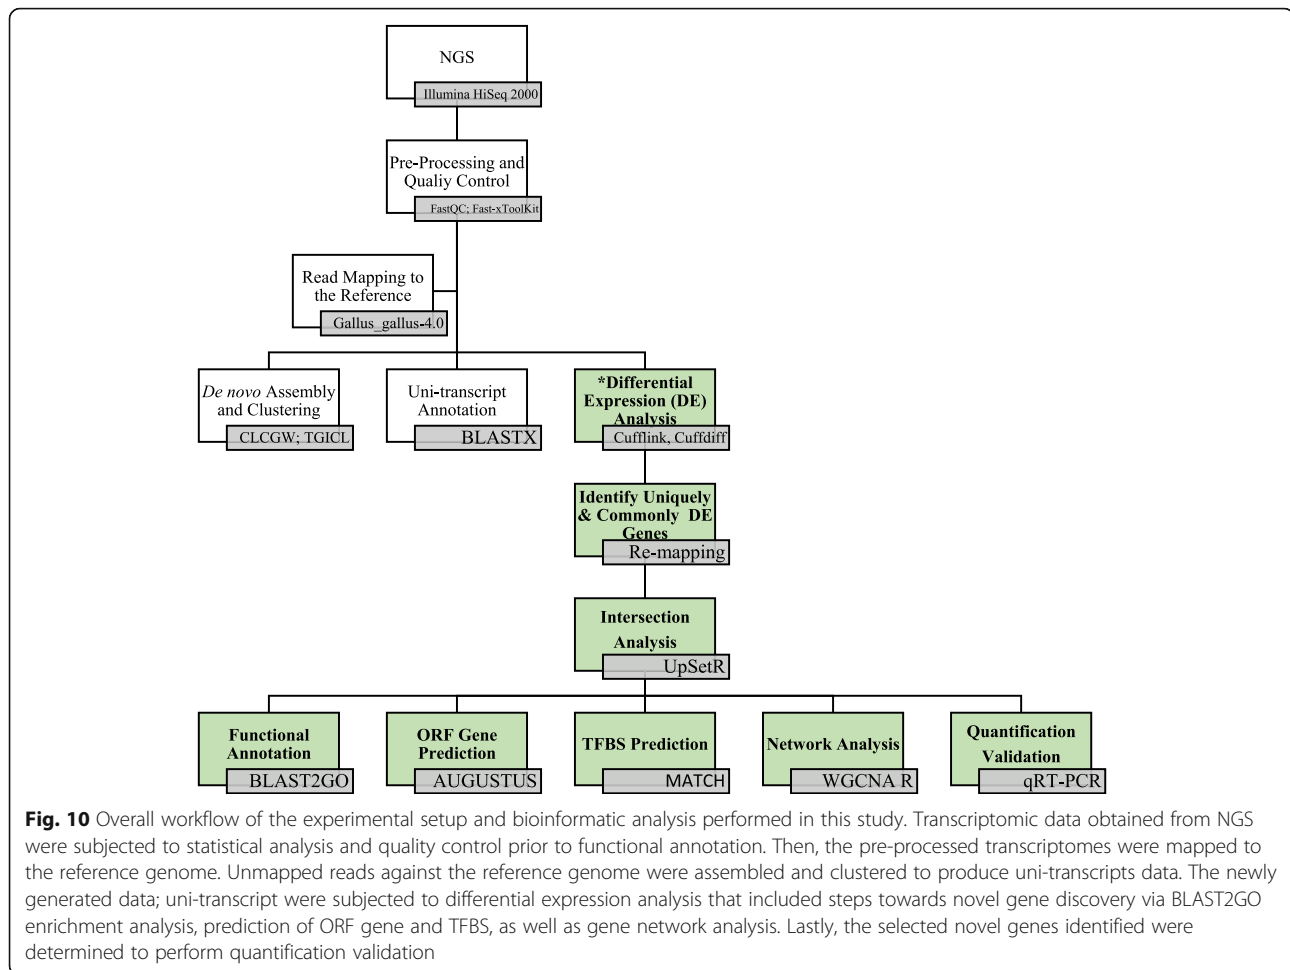 NGS
Illumina HiSeq 2000
Pre-Processing and
Qualiy Control
FastQC; Fast-xToolKit
Read Mapping to
the Reference
Gallus_gallus-4.0
De novo Assembly
and Clustering
CLCGW; TGICL
Uni-transcript
Annotation
BLASTX
*Differential
Expression (DE)
Analysis
Cufflink, Cuffdiff
Identify Uniquely
& Commonly DE
Genes
Re-mapping
Intersection
Analysis
UpSetR
Functional
Annotation
BLAST2GO
ORF Gene
Prediction
AUGUSTUS
TFBS Prediction
MATCH
Network Analysis
WGCNA R
Quantification
Validation
qRT-PCR
Fig. 10 Overall workflow of the experimental setup and bioinformatic analysis performed in this study. Transcriptomic data obtained from NGS
were subjected to statistical analysis and quality control prior to functional annotation. Then, the pre-processed transcriptomes were mapped to
the reference genome. Unmapped reads against the reference genome were assembled and clustered to produce uni-transcripts data. The newly
generated data; uni-transcript were subjected to differential expression analysis that included steps towards novel gene discovery via BLAST2GO
enrichment analysis, prediction of ORF gene and TFBS, as well as gene network analysis. Lastly, the selected novel genes identified were
determined to perform quantification validation